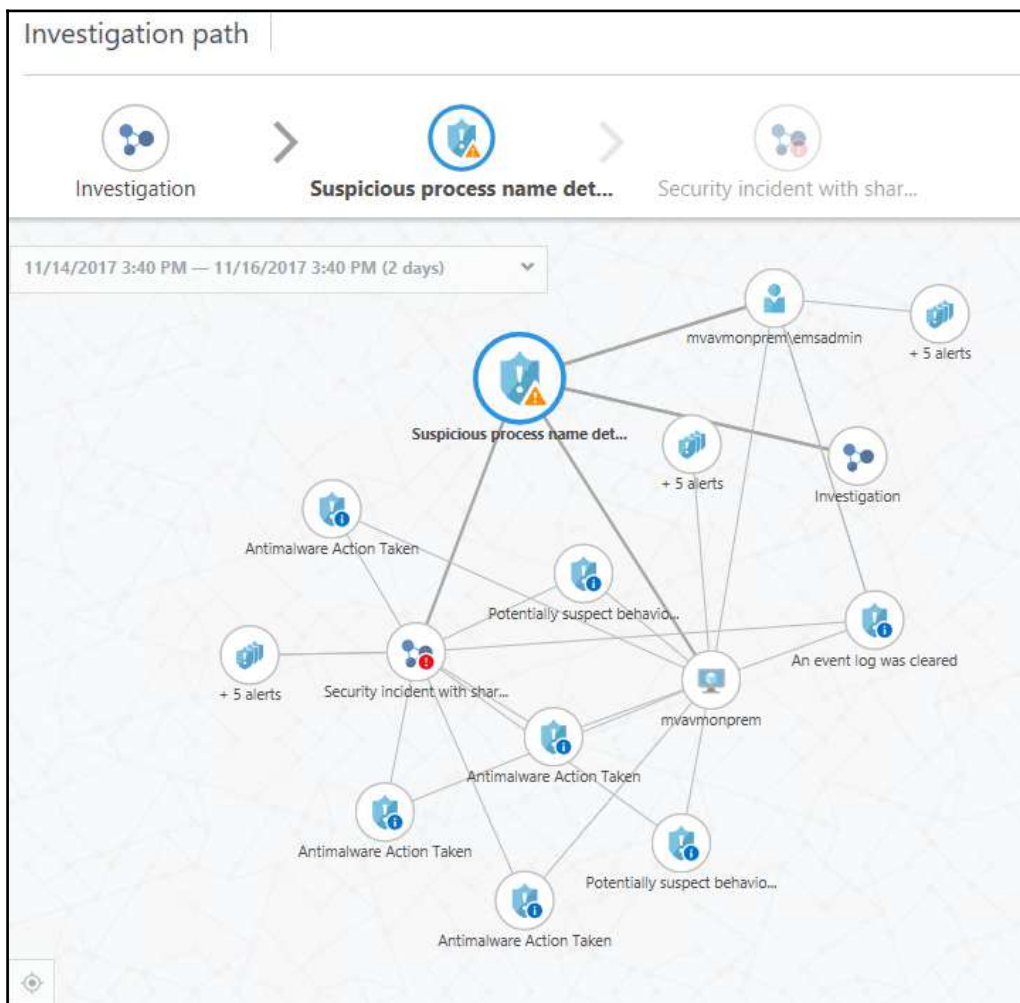 Investigation path
Investigation
Suspicious process name det...
Security incident with shar...
11/14/2017 3:40 PM — 11/16/2017 3:40 PM (2 days)
mvavmonprem\emsadmin
+ 5 alerts
Suspicious process name det...
+ 5 alerts
Investigation
Antimalware Action Taken
Potentially suspect behavio...
An event log was cleared
+ 5 alerts
Security incident with shar...
mvavmonprem
Antimalware Action Taken
Antimalware Action Taken
Potentially suspect behavio...
Antimalware Action Taken